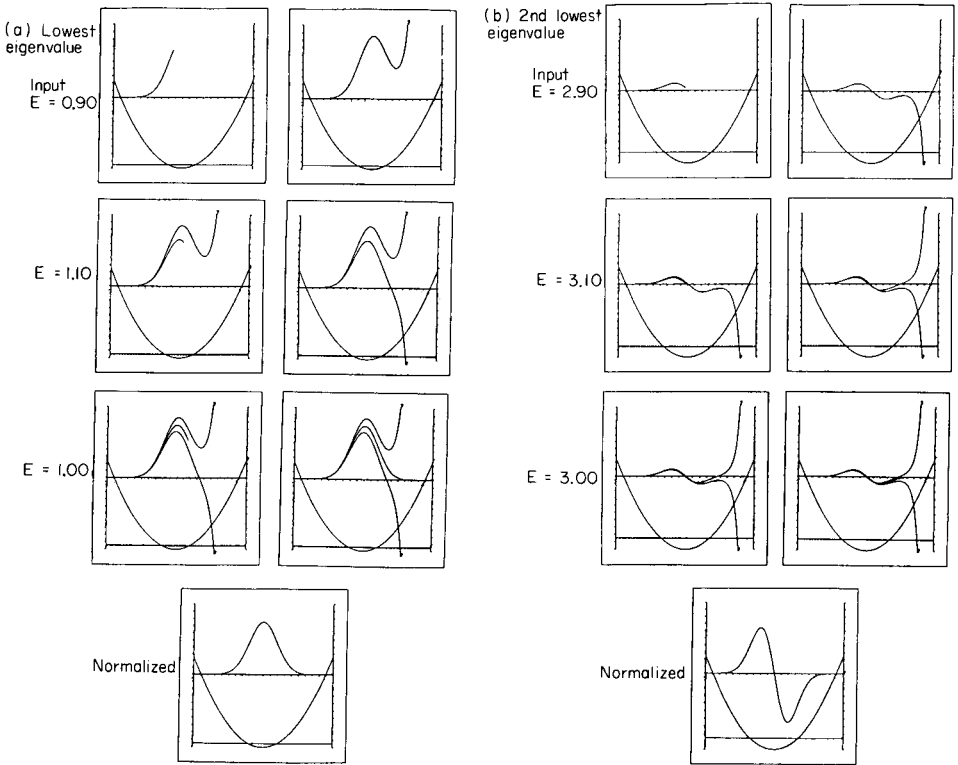 (a) Lowest
eigenvalue
Input
E = 0.90
E = 1.10
E = 1.00
Normalized
(b) 2nd lowest
eigenvalue
Input
E = 2.90
E = 3.10
E = 3.00
Normalized